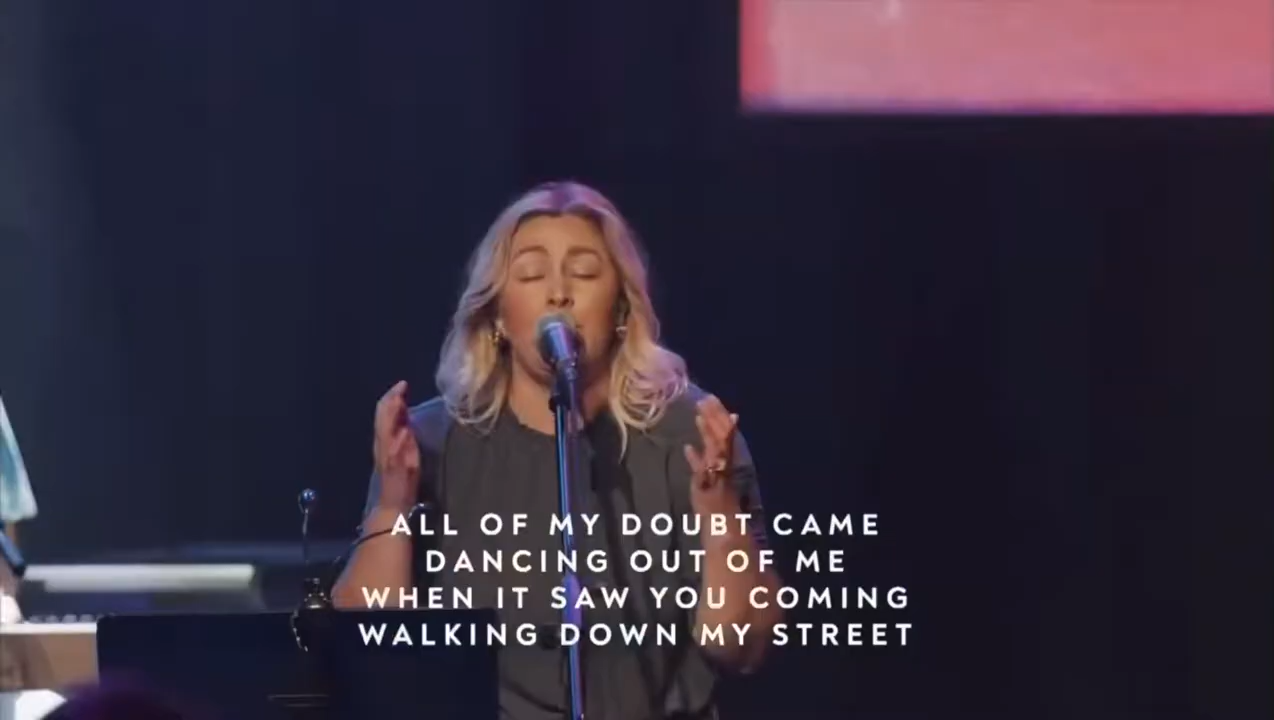 ALL OF MY DOUBT CAME
DANCING OUT OF ME
WHEN IT SAW YOU COMING
WALKING DOWN MY STREET